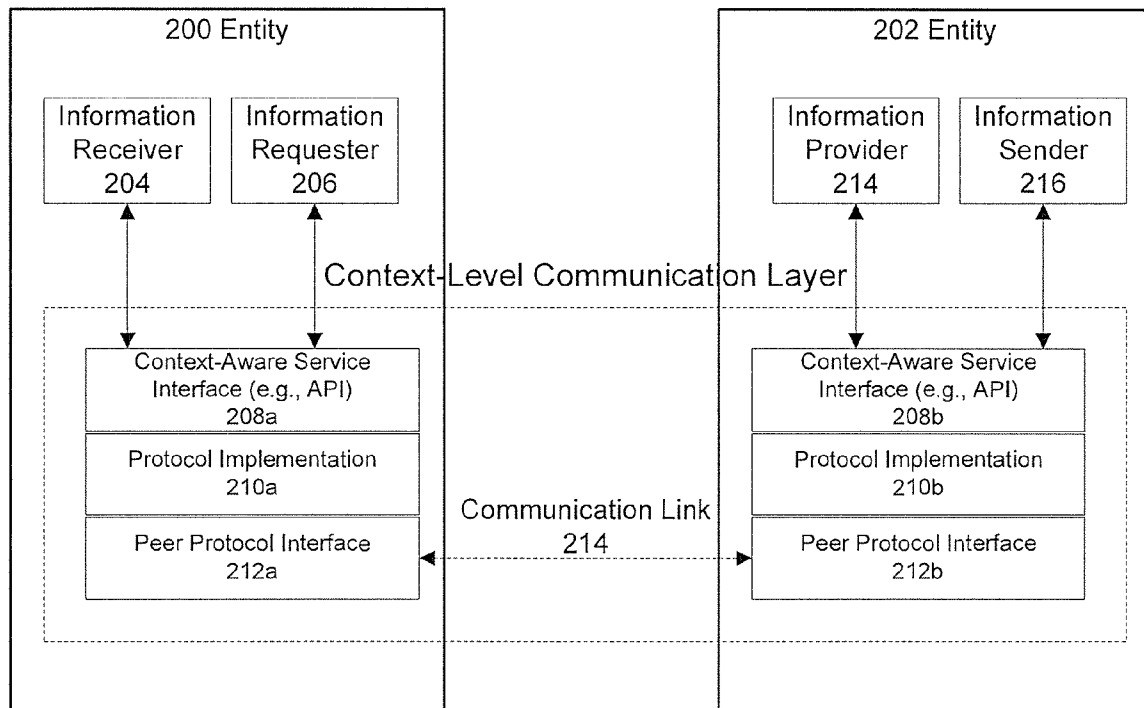 200 Entity
202 Entity
Information
Receiver
204
Information
Requester
206
Information
Provider
214
Information
Sender
216
Context-Level Communication Layer
Context-Aware Service
Interface (e.g., API)
208a
Protocol Implementation
210a
Peer Protocol Interface
212a
Communication Link
214
Context-Aware Service
Interface (e.g., API)
208b
Protocol Implementation
210b
Peer Protocol Interface
212b